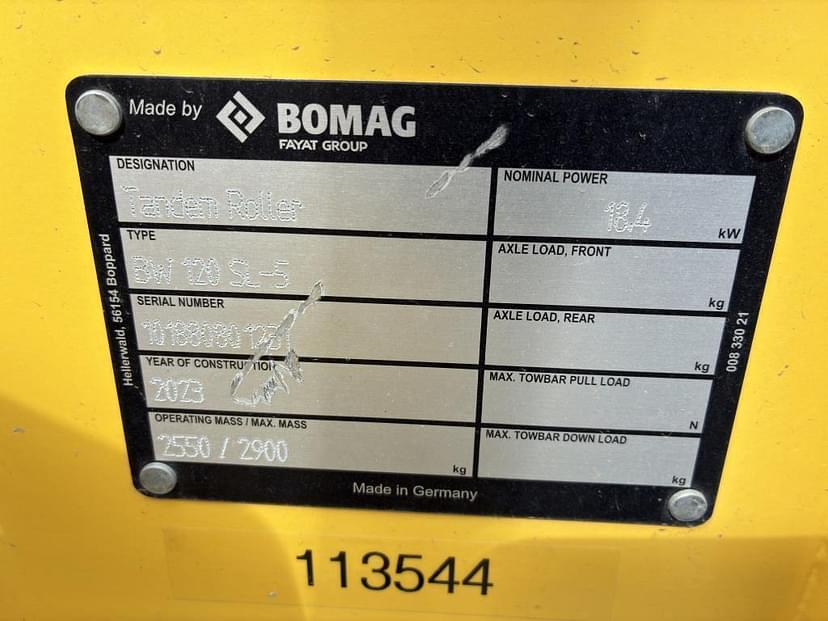 Made by BOMAG
FAYAT GROUP
DESIGNATION
Tandem Roller
NOMINAL POWER
18.4 kW
TYPE
BW 120 SL-5
AXLE LOAD, FRONT
kg
SERIAL NUMBER
AXLE LOAD, REAR
kg
YEAR OF CONSTRUCTION
2023
MAX. TOWBAR PULL LOAD
N
OPERATING MASS / MAX. MASS
2550 / 2900 kg
MAX. TOWBAR DOWN LOAD
kg
Hellerwald, 56154 Boppard
008 330 21
Made in Germany
113544